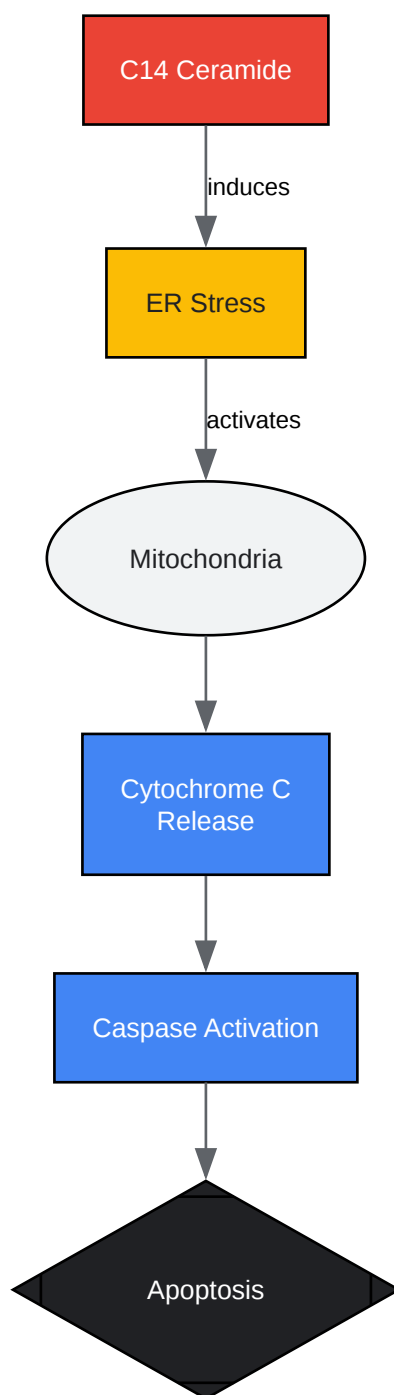 C14 Ceramide
induces
ER Stress
activates
Mitochondria
Cytochrome C
Release
Caspase Activation
Apoptosis